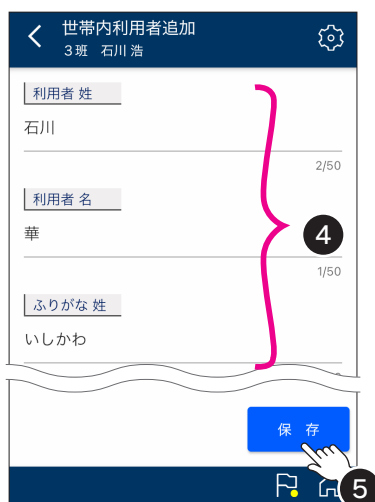 世帯内利用者追加
3班 石川 浩
利用者 姓
石川
2/50
利用者 名
華
4
1/50
ふりがな 姓
いしかわ
保 存
5